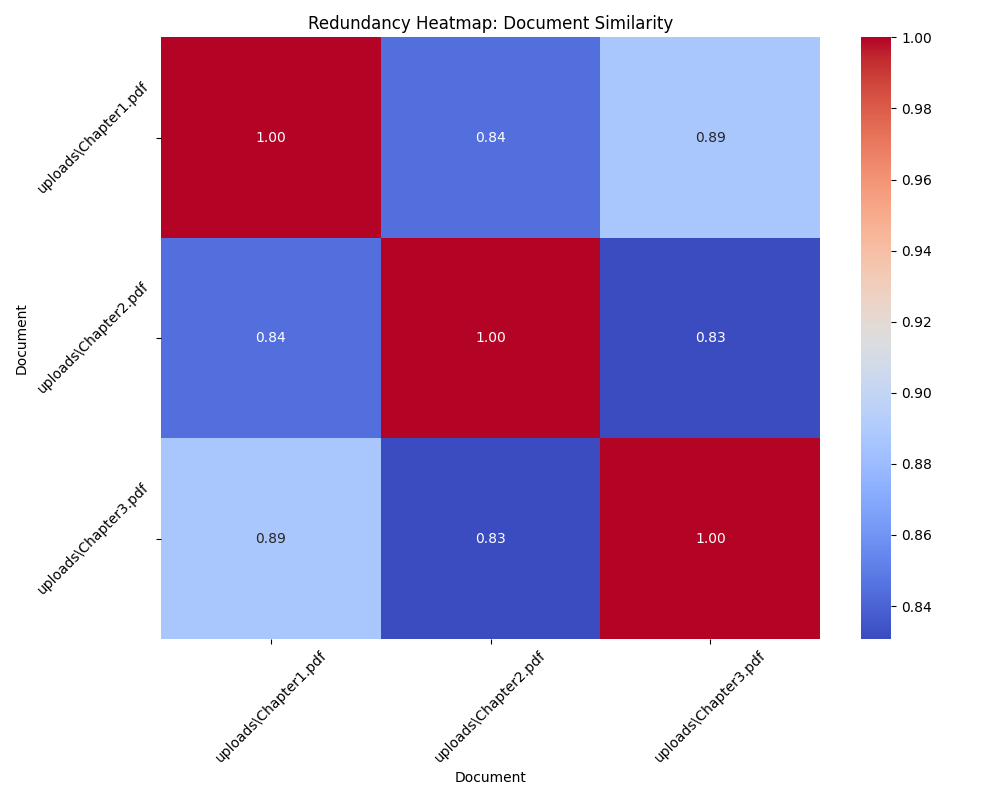 Redundancy Heatmap: Document Similarity
Document
uploads\Chapter1.pdf
1.00
0.84
0.89
uploads\Chapter2.pdf
0.84
1.00
0.83
uploads\Chapter3.pdf
0.89
0.83
1.00
uploads\Chapter1.pdf
uploads\Chapter2.pdf
uploads\Chapter3.pdf
Document
1.00
0.98
0.96
0.94
0.92
0.90
0.88
0.86
0.84